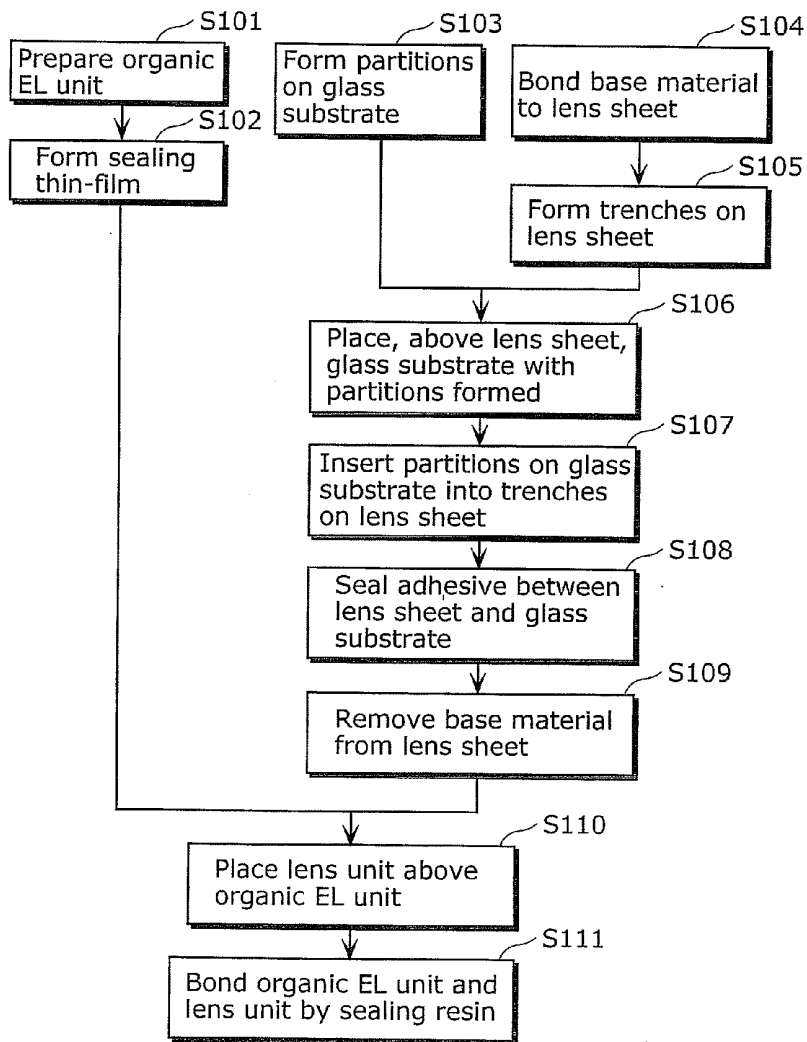 S101
Prepare organic
EL unit
S102
Form sealing
thin-film
S103
Form partitions
on glass
substrate
S104
Bond base material
to lens sheet
S105
Form trenches on
lens sheet
S106
Place, above lens sheet,
glass substrate with
partitions formed
S107
Insert partitions on glass
substrate into trenches
on lens sheet
S108
Seal adhesive between
lens sheet and glass
substrate
S109
Remove base material
from lens sheet
S110
Place lens unit above
organic EL unit
S111
Bond organic EL unit and
lens unit by sealing resin